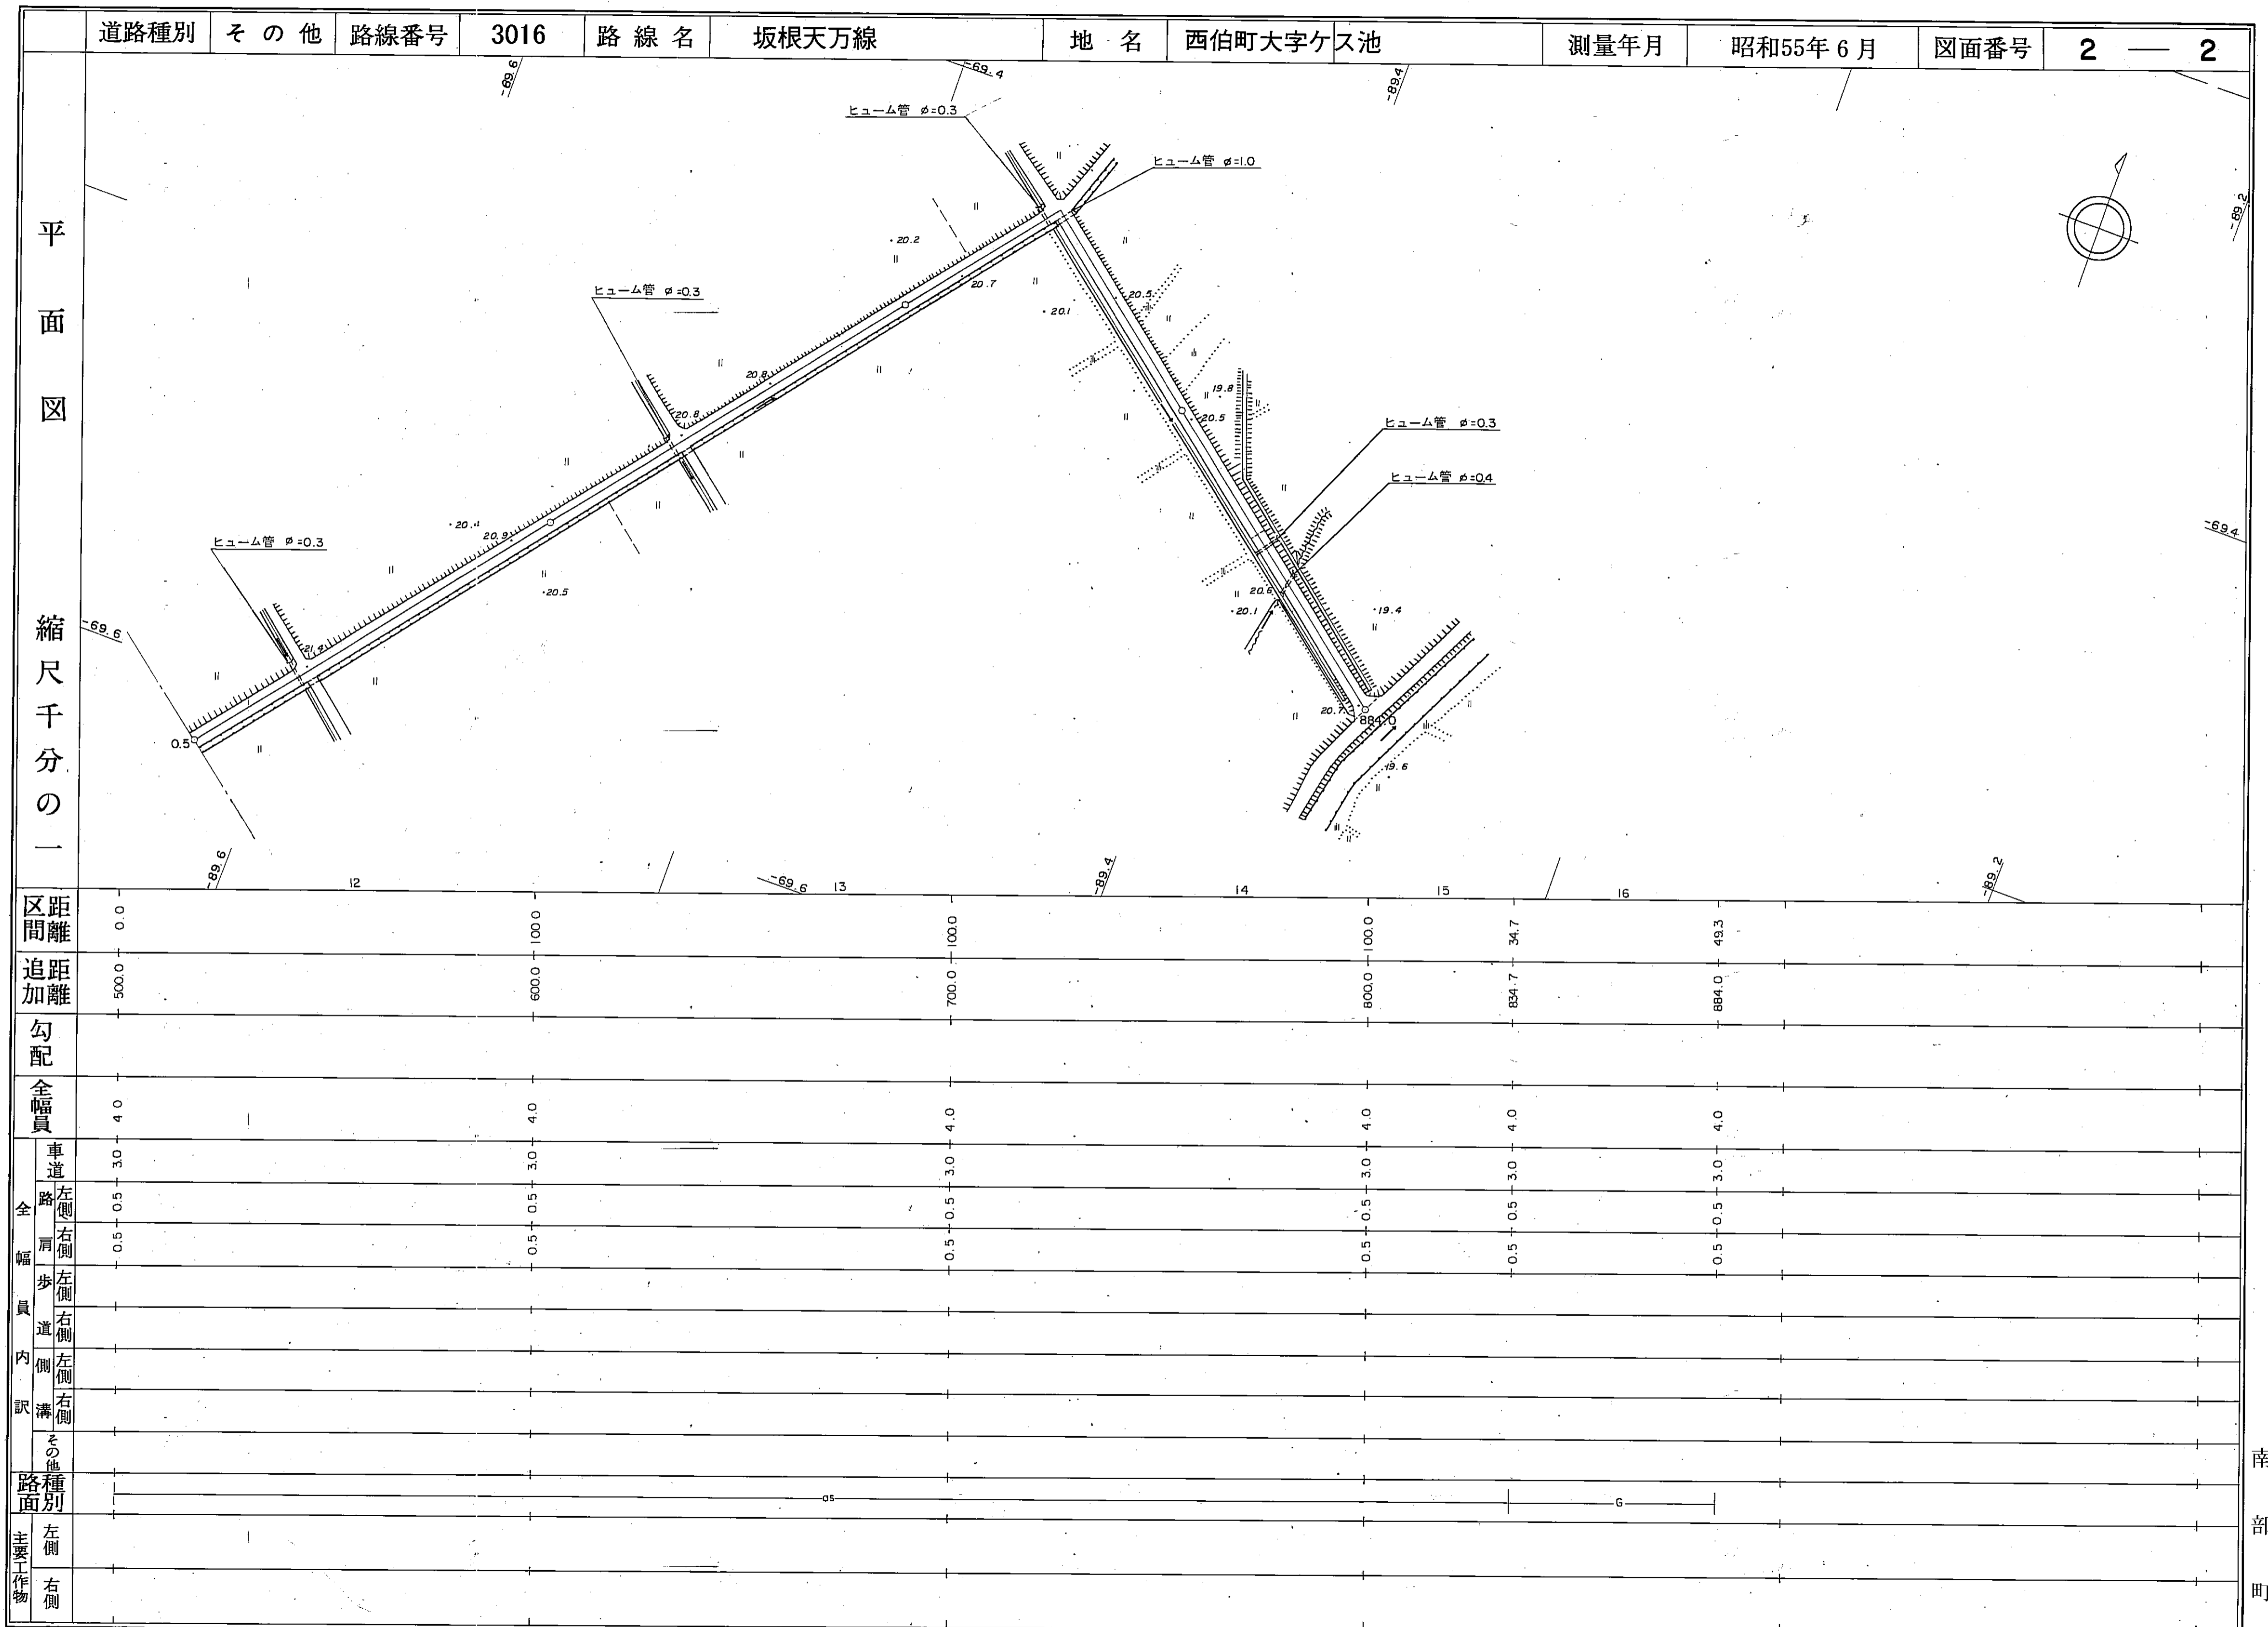 道路種別 その他 路線番号 3016 路線名 坂根天万線 地名 西伯町大字ケス池 測量年月 昭和55年6月 図面番号 2 — 2
平面図 縮尺千分の一
-89.6 -69.4 -89.4
ヒューム管 φ=0.3
ヒューム管 φ=1.0
-89.2
20.2
ヒューム管 φ=0.3
20.7
20.5
20.1
20.8
19.8
20.8
20.5
ヒューム管 φ=0.3
ヒューム管 φ=0.4
20.4
20.9
-69.4
ヒューム管 φ=0.3
20.5
20.6
20.1
19.4
-69.6
21.4
20.7
884.0
0.5
19.6
-89.6 -69.6 -89.4 -89.2
12 13 14 15 16
区間距離 0.0 100.0 100.0 100.0 34.7 49.3
追加距離 500.0 600.0 700.0 800.0 834.7 884.0
勾配
全幅員 4.0 4.0 4.0 4.0 4.0 4.0
全幅員内訳
車道 3.0 3.0 3.0 3.0 3.0 3.0
路肩 左側 0.5 0.5 0.5 0.5 0.5 0.5
右側 0.5 0.5 0.5 0.5 0.5 0.5
歩道 左側
右側
側溝 左側
右側
その他
路面種別 as G
主要工作物 左側
右側
南部町